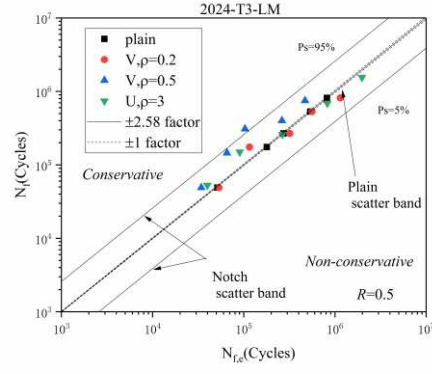 2024-T3-LM
10⁷
plain
V,ρ=0.2
V,ρ=0.5
U,ρ=3
±2.58 factor
±1 factor
Ps=95%
Ps=5%
10⁶
Conservative
Plain
scatter band
10⁵
10⁴
Notch
scatter band
Non-conservative
R=0.5
10³
10³ 10⁴ 10⁵ 10⁶ 10⁷
N_f(Cycles)
N_f,e(Cycles)